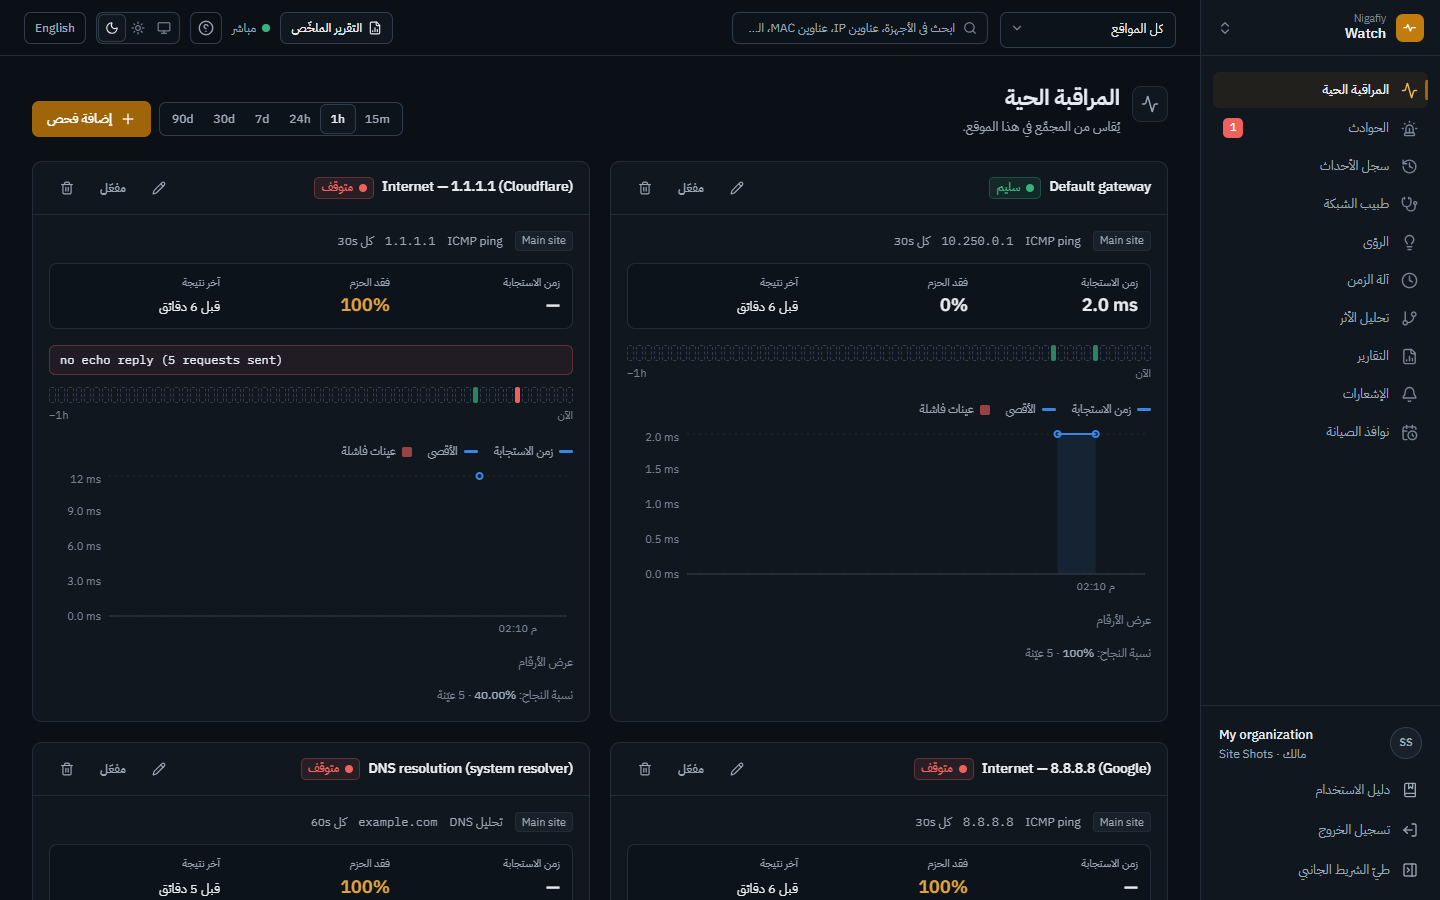 Nigafiy
Watch
المراقبة الحية
الحوادث
1
سجل الأحداث
طبيب الشبكة
الرؤى
آلة الزمن
تحليل الأثر
التقارير
الإشعارات
نوافذ الصيانة
My organization
Site Shots · مالك
SS
دليل الاستخدام
تسجيل الخروج
طيّ الشريط الجانبي
كل المواقع
ابحث في الأجهزة، عناوين IP، عناوين MAC، الـ...
التقرير الملخّص
مباشر
English
المراقبة الحية
يُقاس من المجمِّع في هذا الموقع.
15m 1h 24h 7d 30d 90d
إضافة فحص
Default gateway
سليم
مفعّل
Main site ICMP ping 10.250.0.1 كل 30s
زمن الاستجابة فقد الحزم آخر نتيجة
2.0 ms 0% قبل 6 دقائق
−1h الآن
زمن الاستجابة الأقصى عينات فاشلة
2.0 ms
1.5 ms
1.0 ms
0.5 ms
0.0 ms
02:10 م
عرض الأرقام
نسبة النجاح: 100% · 5 عيّنة
Internet — 1.1.1.1 (Cloudflare)
متوقف
مفعّل
Main site ICMP ping 1.1.1.1 كل 30s
زمن الاستجابة فقد الحزم آخر نتيجة
— 100% قبل 6 دقائق
no echo reply (5 requests sent)
−1h الآن
زمن الاستجابة الأقصى عينات فاشلة
12 ms
9.0 ms
6.0 ms
3.0 ms
0.0 ms
02:10 م
عرض الأرقام
نسبة النجاح: 40.00% · 5 عيّنة
Internet — 8.8.8.8 (Google)
متوقف
مفعّل
Main site ICMP ping 8.8.8.8 كل 30s
زمن الاستجابة فقد الحزم آخر نتيجة
— 100% قبل 6 دقائق
DNS resolution (system resolver)
متوقف
مفعّل
Main site تحليل DNS example.com كل 60s
زمن الاستجابة فقد الحزم آخر نتيجة
— 100% قبل 5 دقائق